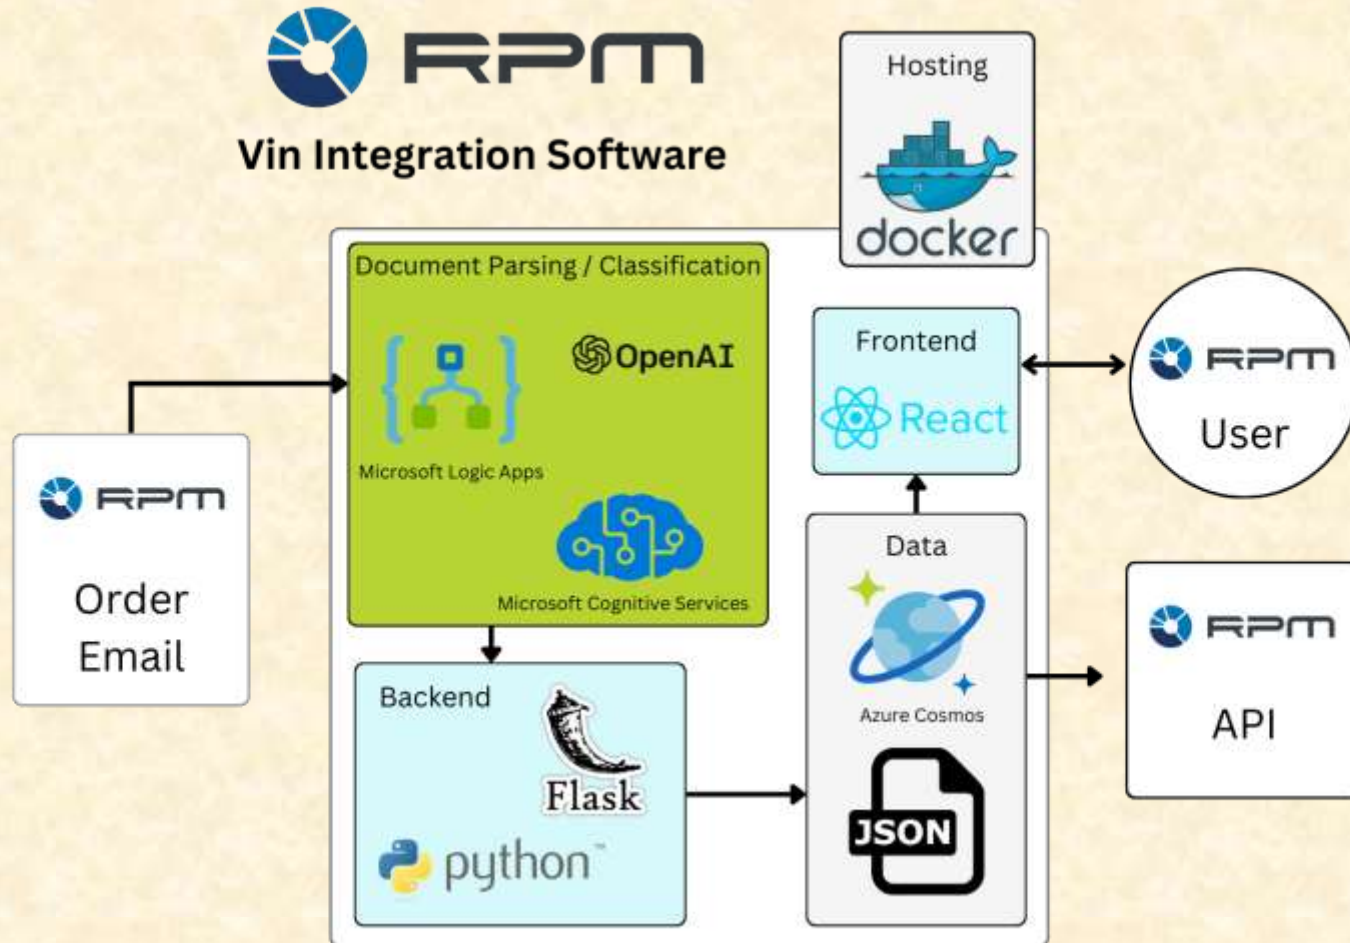 RPM
Vin Integration Software
Hosting
docker
Document Parsing / Classification
OpenAI
Microsoft Logic Apps
Microsoft Cognitive Services
Frontend
React
RPM
User
RPM
Order
Email
Data
Azure Cosmos
JSON
RPM
API
Backend
Flask
python™